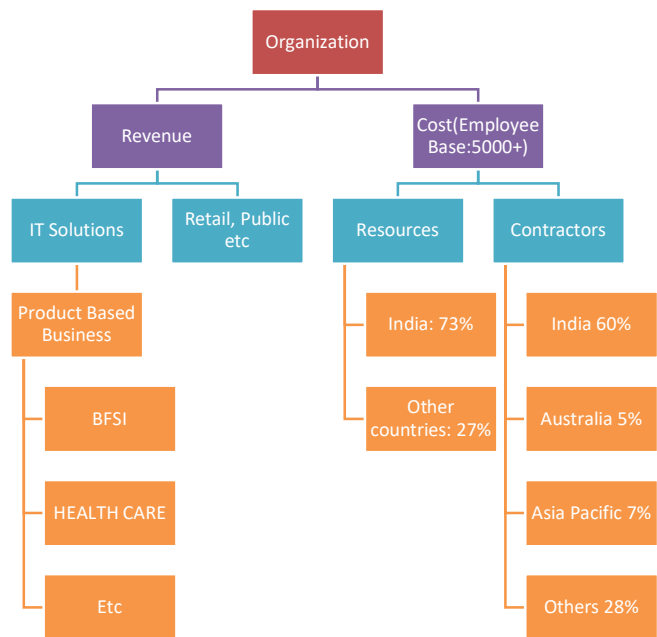 Organization
Revenue
Cost(Employee
Base:5000+)
IT Solutions
Retail, Public
etc
Resources
Contractors
Product Based
Business
India: 73%
India 60%
BFSI
Other
countries: 27%
Australia 5%
HEALTH CARE
Asia Pacific 7%
Etc
Others 28%